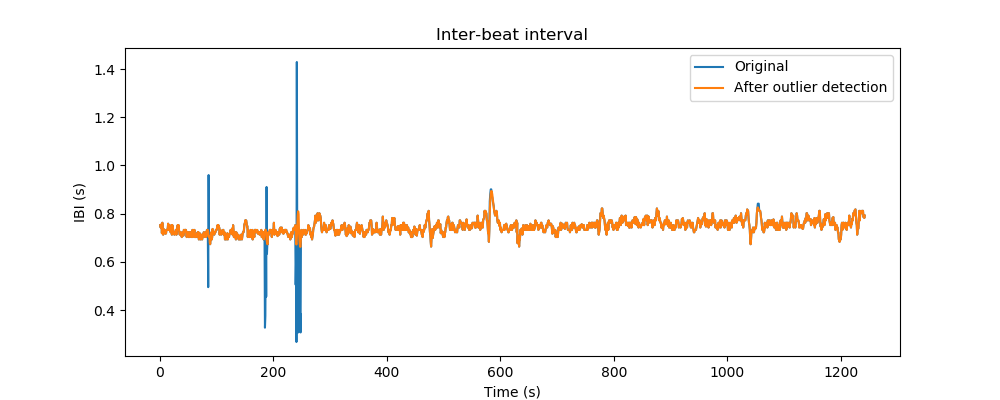 Inter-beat interval
Original
After outlier detection
IBI (s)
1.4
1.2
1.0
0.8
0.6
0.4
0
200
400
600
800
1000
1200
Time (s)